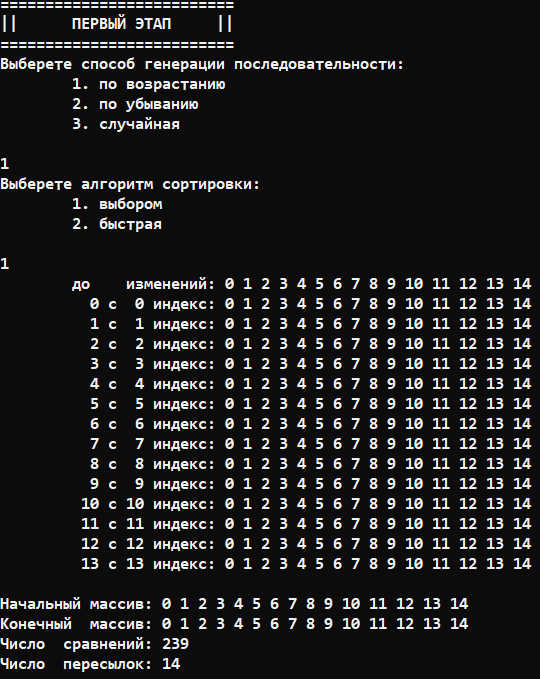 ==========================
||      ПЕРВЫЙ ЭТАП     ||
==========================
Выберете способ генерации последовательности:
        1. по возрастанию
        2. по убыванию
        3. случайная

1
Выберете алгоритм сортировки:
        1. выбором
        2. быстрая

1
        до    изменений: 0 1 2 3 4 5 6 7 8 9 10 11 12 13 14
          0 с  0 индекс: 0 1 2 3 4 5 6 7 8 9 10 11 12 13 14
          1 с  1 индекс: 0 1 2 3 4 5 6 7 8 9 10 11 12 13 14
          2 с  2 индекс: 0 1 2 3 4 5 6 7 8 9 10 11 12 13 14
          3 с  3 индекс: 0 1 2 3 4 5 6 7 8 9 10 11 12 13 14
          4 с  4 индекс: 0 1 2 3 4 5 6 7 8 9 10 11 12 13 14
          5 с  5 индекс: 0 1 2 3 4 5 6 7 8 9 10 11 12 13 14
          6 с  6 индекс: 0 1 2 3 4 5 6 7 8 9 10 11 12 13 14
          7 с  7 индекс: 0 1 2 3 4 5 6 7 8 9 10 11 12 13 14
          8 с  8 индекс: 0 1 2 3 4 5 6 7 8 9 10 11 12 13 14
          9 с  9 индекс: 0 1 2 3 4 5 6 7 8 9 10 11 12 13 14
         10 с 10 индекс: 0 1 2 3 4 5 6 7 8 9 10 11 12 13 14
         11 с 11 индекс: 0 1 2 3 4 5 6 7 8 9 10 11 12 13 14
         12 с 12 индекс: 0 1 2 3 4 5 6 7 8 9 10 11 12 13 14
         13 с 13 индекс: 0 1 2 3 4 5 6 7 8 9 10 11 12 13 14

Начальный массив: 0 1 2 3 4 5 6 7 8 9 10 11 12 13 14
Конечный  массив: 0 1 2 3 4 5 6 7 8 9 10 11 12 13 14
Число  сравнений: 239
Число  пересылок: 14